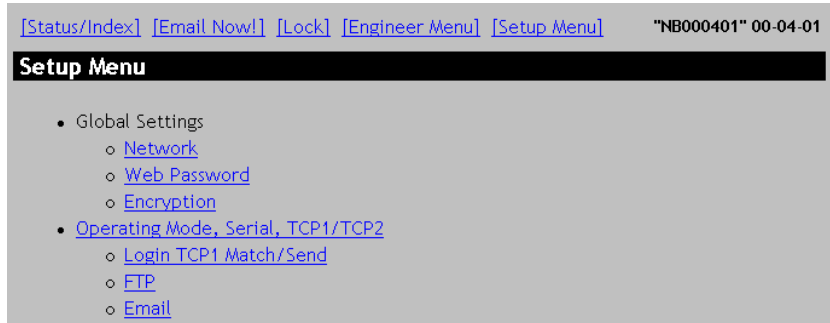 [Status/Index] [Email Now!] [Lock] [Engineer Menu] [Setup Menu] "NB000401" 00-04-01
Setup Menu
• Global Settings
o Network
o Web Password
o Encryption
• Operating Mode, Serial, TCP1/TCP2
o Login TCP1 Match/Send
o FTP
o Email